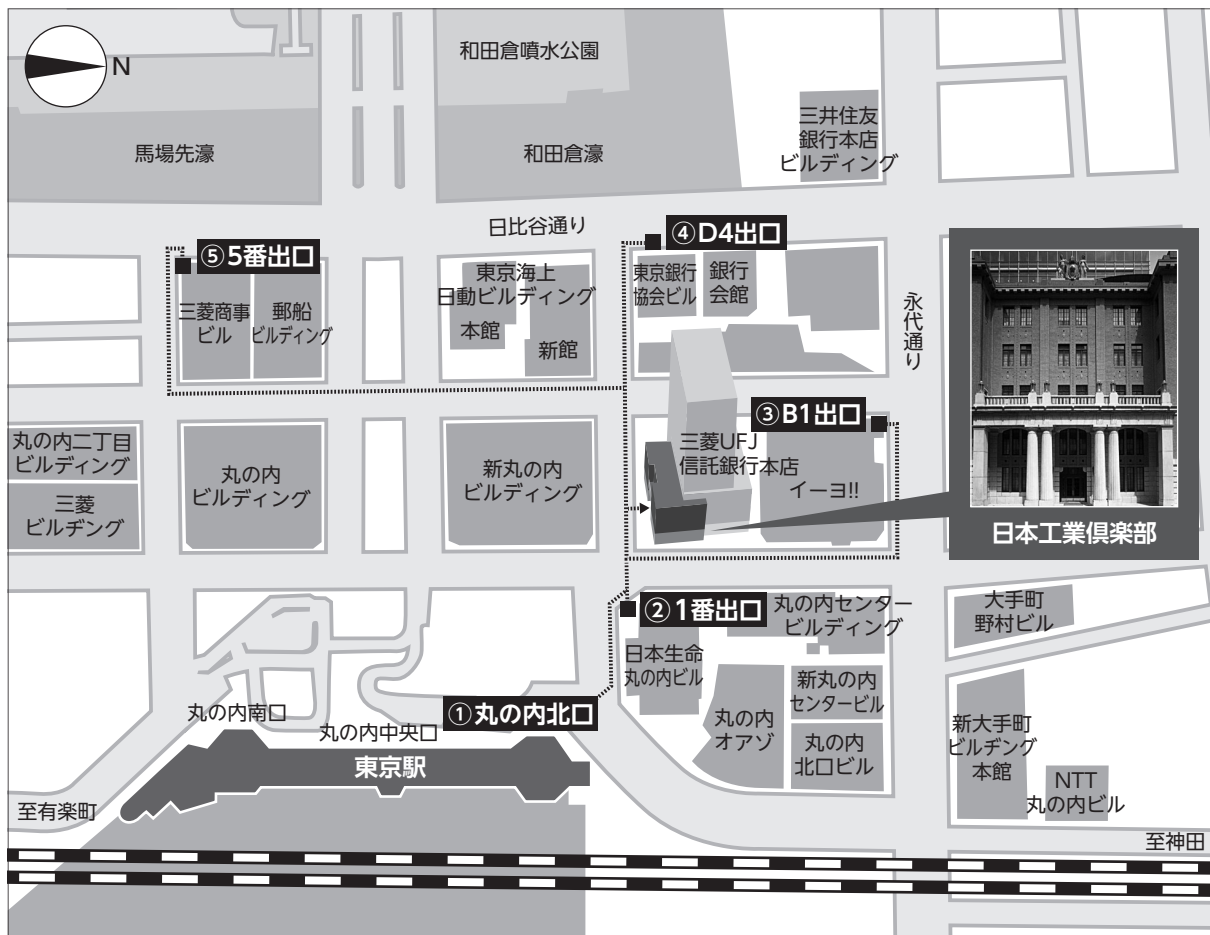 N
和田倉噴水公園
馬場先濠
和田倉濠
三井住友
銀行本店
ビルディング
日比谷通り
④D4出口
⑤5番出口
東京海上
日動ビルディング
本館
新館
東京銀行
協会ビル
銀行
会館
三菱商事
ビル
郵船
ビルディング
永代通り
③B1出口
丸の内二丁目
ビルディング
三菱
ビルヂング
丸の内
ビルディング
新丸の内
ビルディング
三菱UFJ
信託銀行本店
イーヨ!!
日本工業倶楽部
②1番出口
丸の内センター
ビルディング
大手町
野村ビル
日本生命
丸の内ビル
新丸の内
センタービル
丸の内
オアゾ
丸の内
北口ビル
新大手町
ビルヂング
本館
NTT
丸の内ビル
①丸の内北口
丸の内南口
丸の内中央口
東京駅
至有楽町
至神田